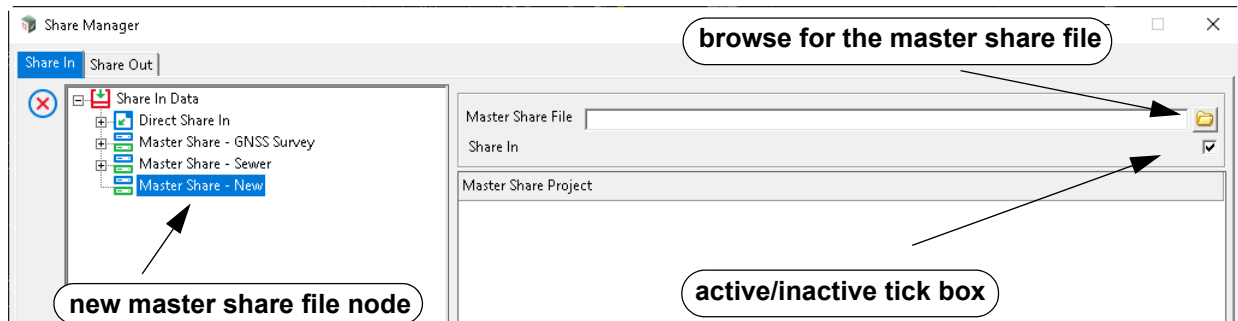 Share Manager
browse for the master share file
Share In Share Out
Share In Data
Direct Share In
Master Share - GNSS Survey
Master Share - Sewer
Master Share - New
Master Share File
Share In
Master Share Project
new master share file node
active/inactive tick box